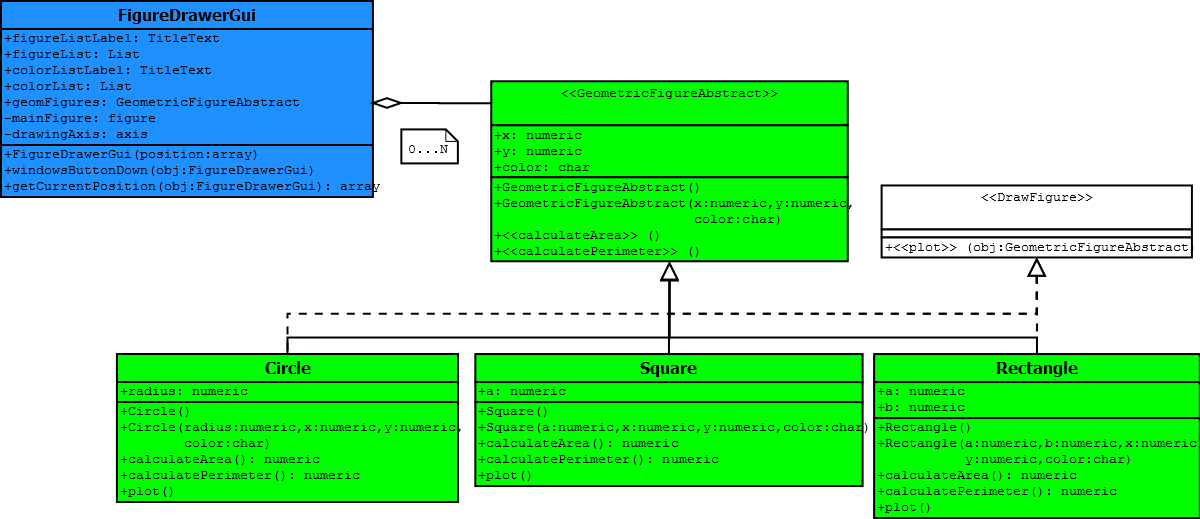 FigureDrawerGui
+figureListLabel: TitleText
+figureList: List
+colorListLabel: TitleText
+colorList: List
+geomFigures: GeometricFigureAbstract
-mainFigure: figure
-drawingAxis: axis
+FigureDrawerGui(position:array)
+windowsButtonDown(obj:FigureDrawerGui)
+getCurrentPosition(obj:FigureDrawerGui): array
0...N
<<GeometricFigureAbstract>>
+x: numeric
+y: numeric
+color: char
+GeometricFigureAbstract()
+GeometricFigureAbstract(x:numeric,y:numeric,
color:char)
+<<calculateArea>> ()
+<<calculatePerimeter>> ()
<<DrawFigure>>
+<<plot>> (obj:GeometricFigureAbstract)
Circle
+radius: numeric
+Circle()
+Circle(radius:numeric,x:numeric,y:numeric,
color:char)
+calculateArea(): numeric
+calculatePerimeter(): numeric
+plot()
Square
+a: numeric
+Square()
+Square(a:numeric,x:numeric,y:numeric,color:char)
+calculateArea(): numeric
+calculatePerimeter(): numeric
+plot()
Rectangle
+a: numeric
+b: numeric
+Rectangle()
+Rectangle(a:numeric,b:numeric,x:numeric
y:numeric,color:char)
+calculateArea(): numeric
+calculatePerimeter(): numeric
+plot()